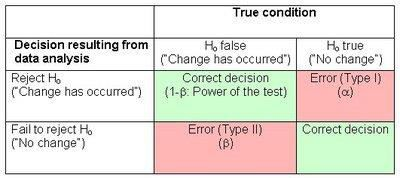 True condition
Decision resulting from
data analysis
H₀ false
("Change has occurred")
H₀ true
("No change")
Reject H₀
("Change has occurred")
Correct decision
(1-β: Power of the test)
Error (Type I)
(α)
Fail to reject H₀
("No change")
Error (Type II)
(β)
Correct decision